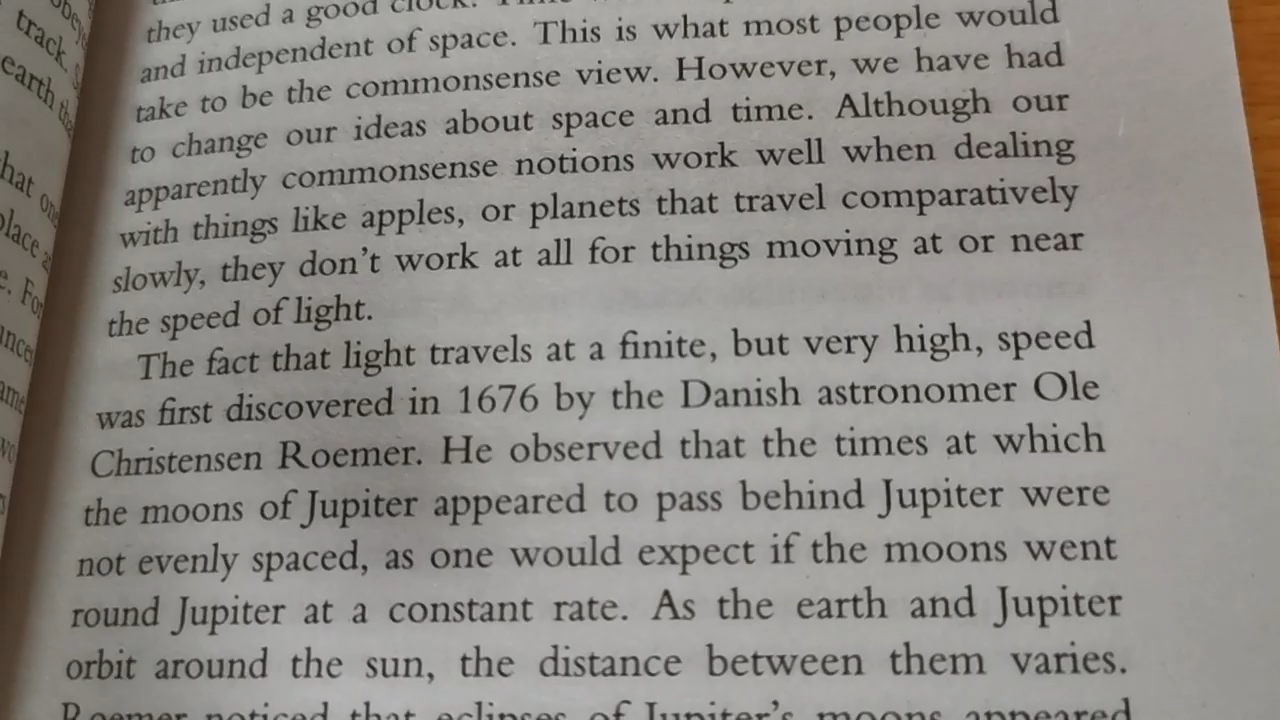 they used a good clock.
and independent of space. This is what most people would
take to be the commonsense view. However, we have had
to change our ideas about space and time. Although our
apparently commonsense notions work well when dealing
with things like apples, or planets that travel comparatively
slowly, they don't work at all for things moving at or near
the speed of light.
The fact that light travels at a finite, but very high, speed
was first discovered in 1676 by the Danish astronomer Ole
Christensen Roemer. He observed that the times at which
the moons of Jupiter appeared to pass behind Jupiter were
not evenly spaced, as one would expect if the moons went
round Jupiter at a constant rate. As the earth and Jupiter
orbit around the sun, the distance between them varies.
Roemer noticed that eclipses of Jupiter's moons appeared